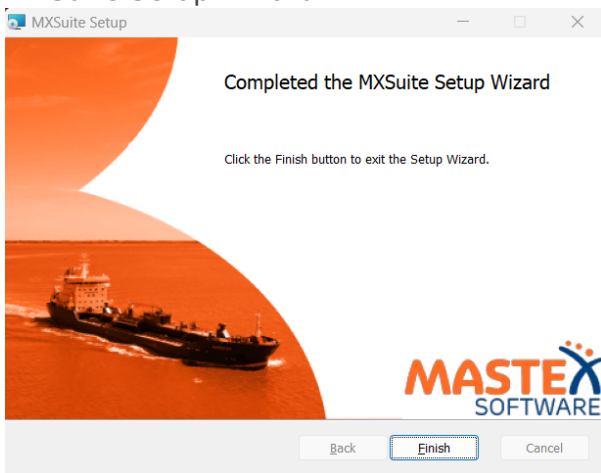 MXSuite Setup
Completed the MXSuite Setup Wizard
Click the Finish button to exit the Setup Wizard.
MASTEX
SOFTWARE
Back
Finish
Cancel